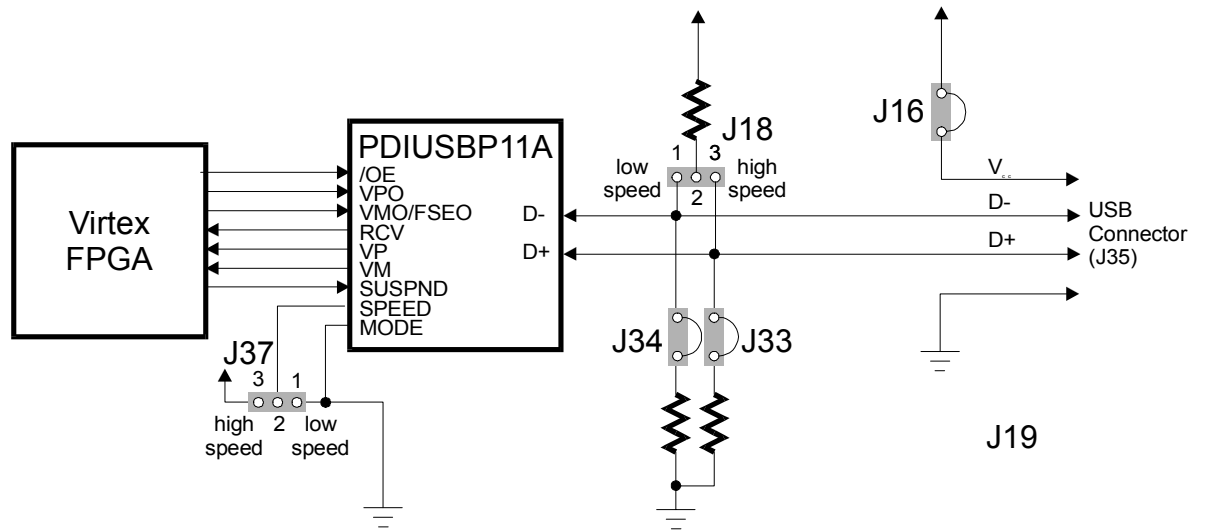 Virtex
FPGA
PDIUSBP11A
/OE
VPO
VMO/FSEO
RCV
VP
VM
SUSPND
SPEED
MODE
D-
D+
J37
3 1
2
high
speed
low
speed
J18
1 3
2
low
speed
high
speed
J34
J33
J16
Vcc
D-
D+
USB
Connector
(J35)
J19